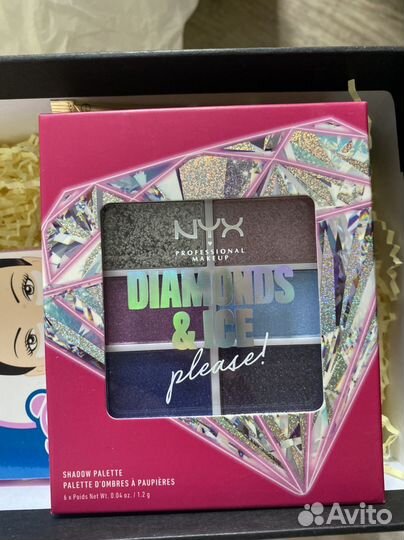 NYX
PROFESSIONAL
MAKEUP
DIAMONDS
& ICE
please!
SHADOW PALETTE
PALETTE D'OMBRES À PAUPIÈRES
6 x Poids Net Wt. 0.04 oz. / 1.2 g
Avito